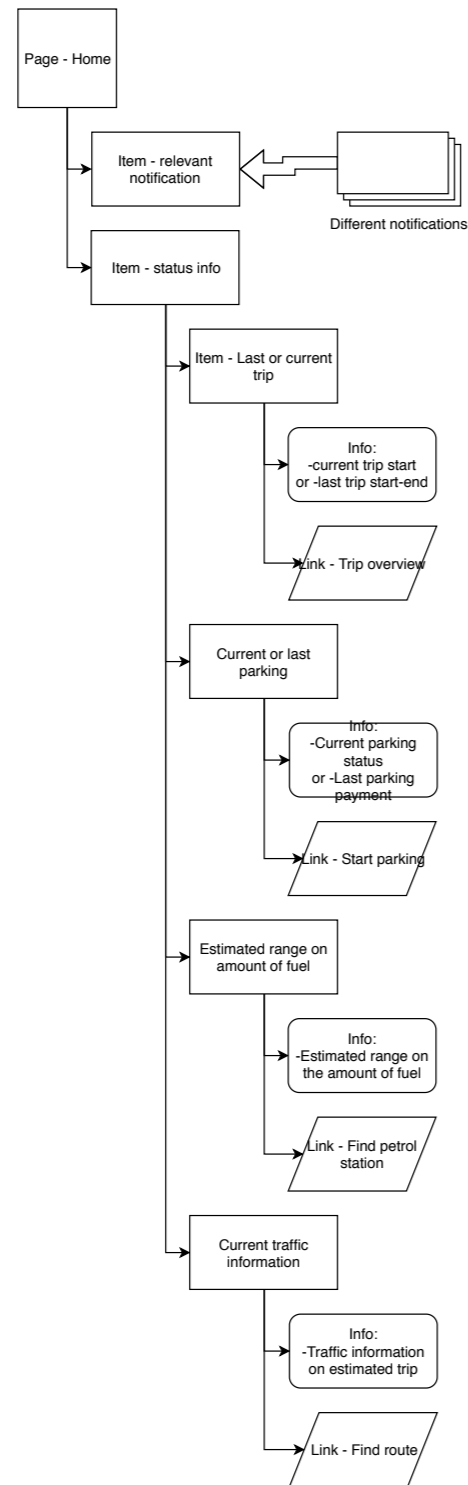 Page - Home
Item - relevant
notification
Different notifications
Item - status info
Item - Last or current
trip
Info:
-current trip start
or -last trip start-end
Link - Trip overview
Current or last
parking
Info:
-Current parking
status
or -Last parking
payment
Link - Start parking
Estimated range on
amount of fuel
Info:
-Estimated range on
the amount of fuel
Link - Find petrol
station
Current traffic
information
Info:
-Traffic information
on estimated trip
Link - Find route